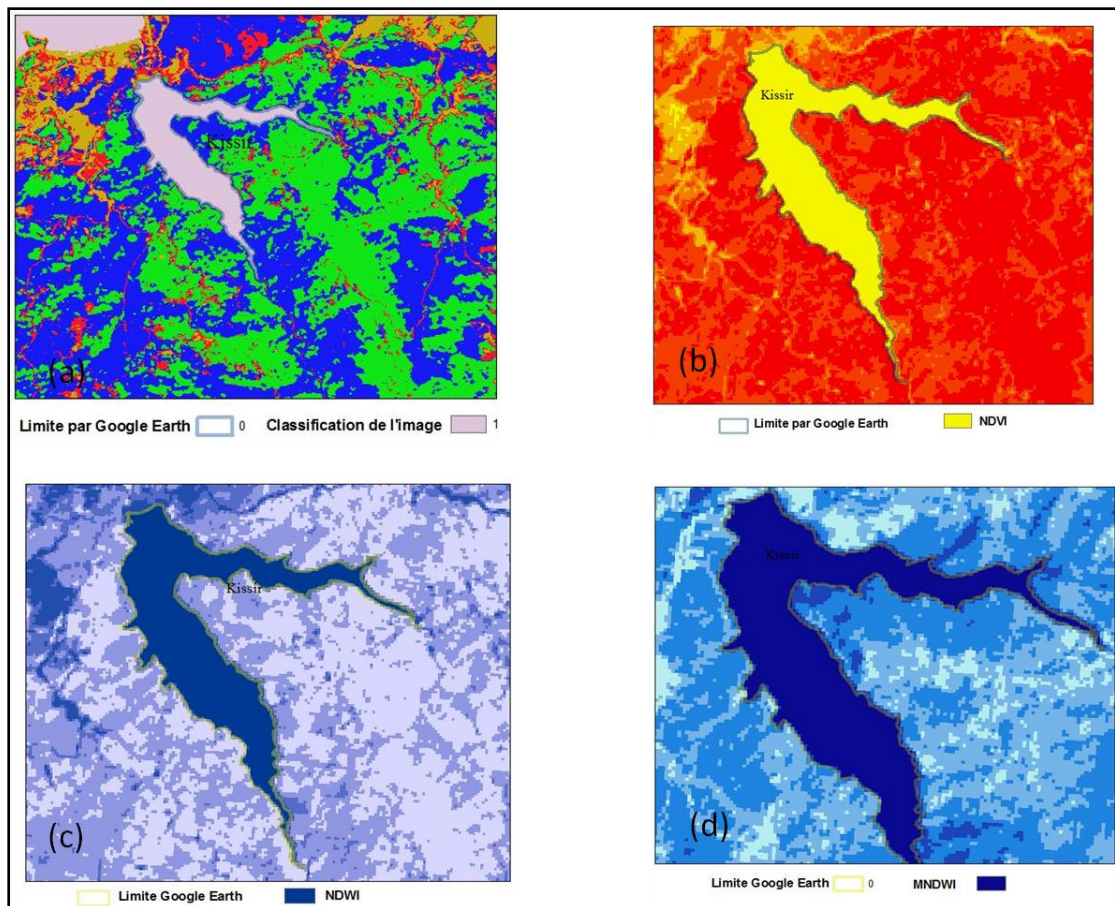 Kissir
(a)
Limite par Google Earth 0 Classification de l'image 1
Kissir
(b)
Limite par Google Earth NDVI
Kissir
(c)
Limite Google Earth NDWI
Kissir
(d)
Limite Google Earth 0 MNDWI